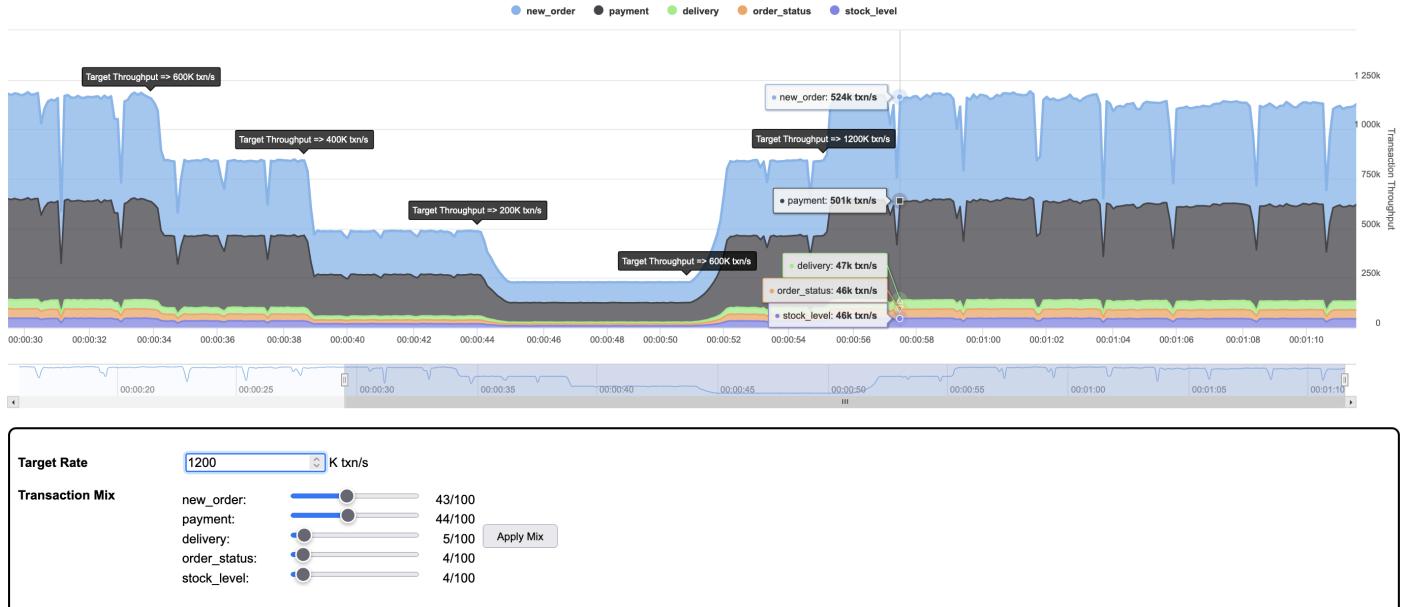 new_order payment delivery order_status stock_level
1 250k
Target Throughput => 600K txn/s
new_order: 524k txn/s
1 000k
Target Throughput => 400K txn/s
Target Throughput => 1200K txn/s
Transaction Throughput
750k
payment: 501k txn/s
Target Throughput => 200K txn/s
500k
Target Throughput => 600K txn/s
delivery: 47k txn/s
250k
order_status: 46k txn/s
stock_level: 46k txn/s
0
00:00:30 00:00:32 00:00:34 00:00:36 00:00:38 00:00:40 00:00:42 00:00:44 00:00:46 00:00:48 00:00:50 00:00:52 00:00:54 00:00:56 00:00:58 00:01:00 00:01:02 00:01:04 00:01:06 00:01:08 00:01:10
00:00:20 00:00:25 00:00:30 00:00:35 00:00:40 00:00:45 00:00:50 00:00:55 00:01:00 00:01:05 00:01:10
Target Rate 1200 K txn/s
Transaction Mix
new_order: 43/100
payment: 44/100
delivery: 5/100
Apply Mix
order_status: 4/100
stock_level: 4/100